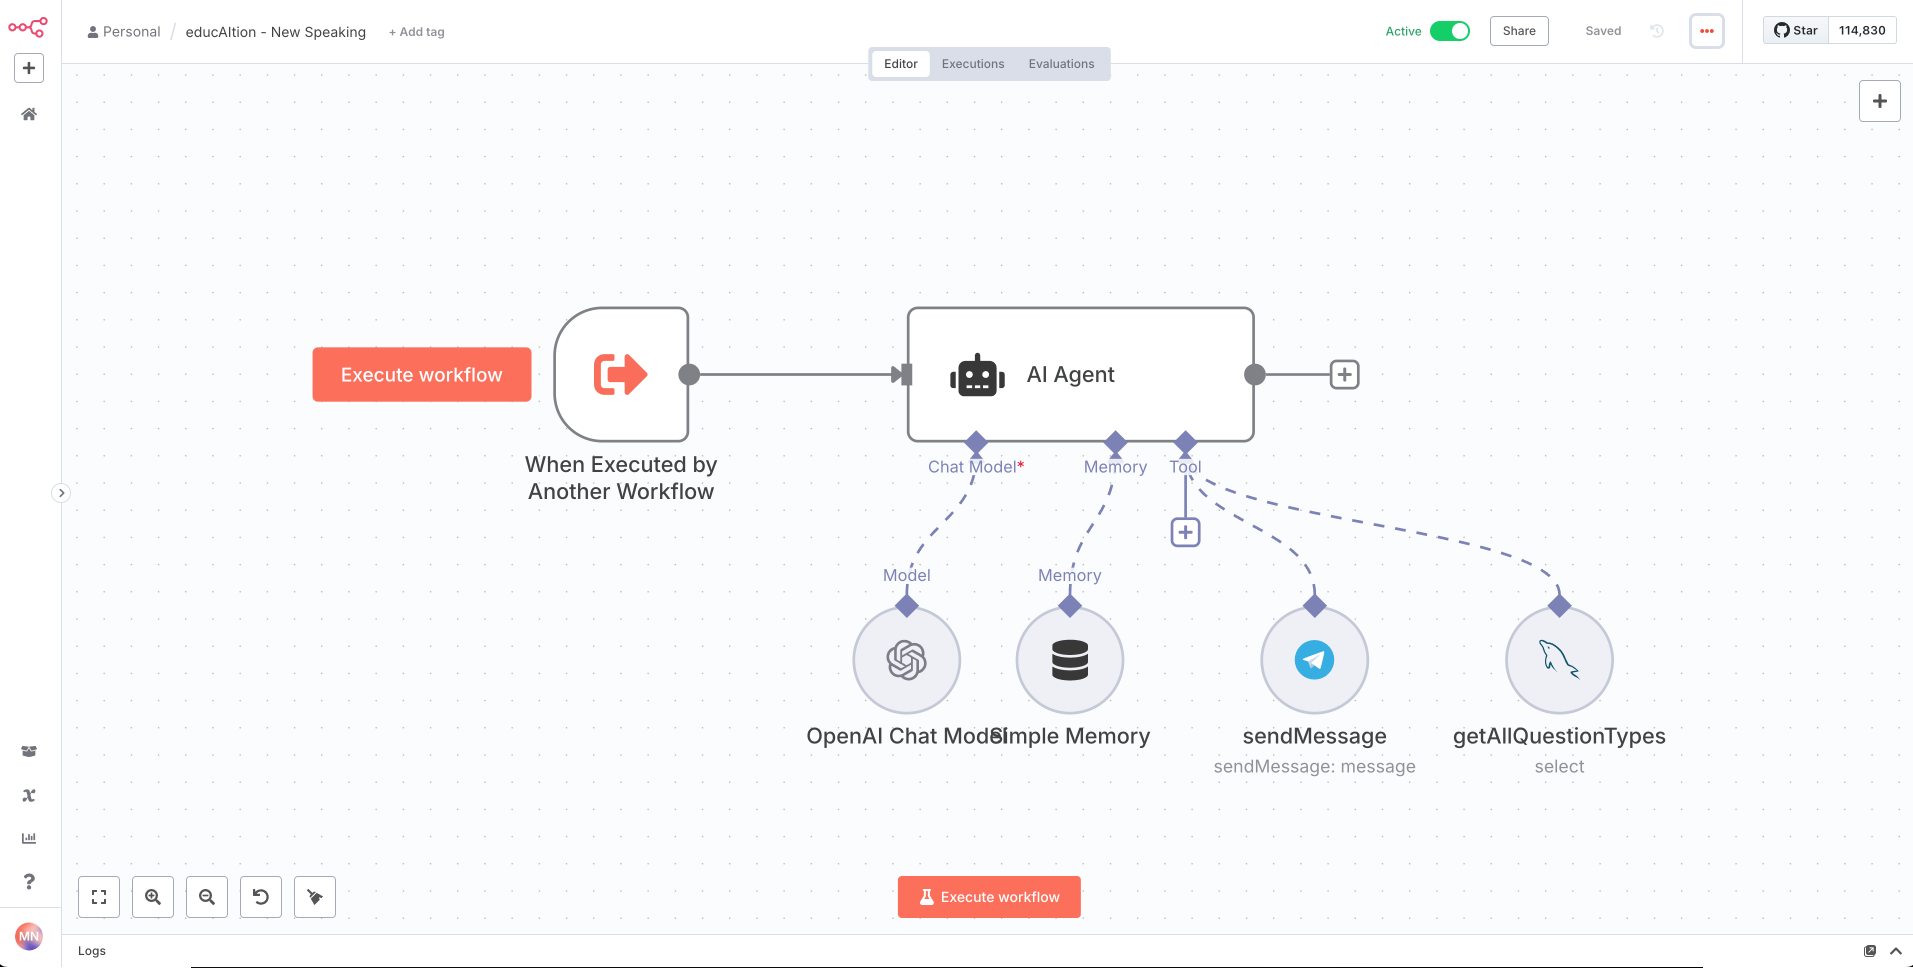 Personal / educAItion - New Speaking + Add tag
Active Share Saved Star 114,830
Editor Executions Evaluations
Execute workflow
AI Agent
When Executed by
Another Workflow
Chat Model* Memory Tool
Model Memory
OpenAI Chat Model Simple Memory sendMessage getAllQuestionTypes
sendMessage: message select
Execute workflow
MN
Logs